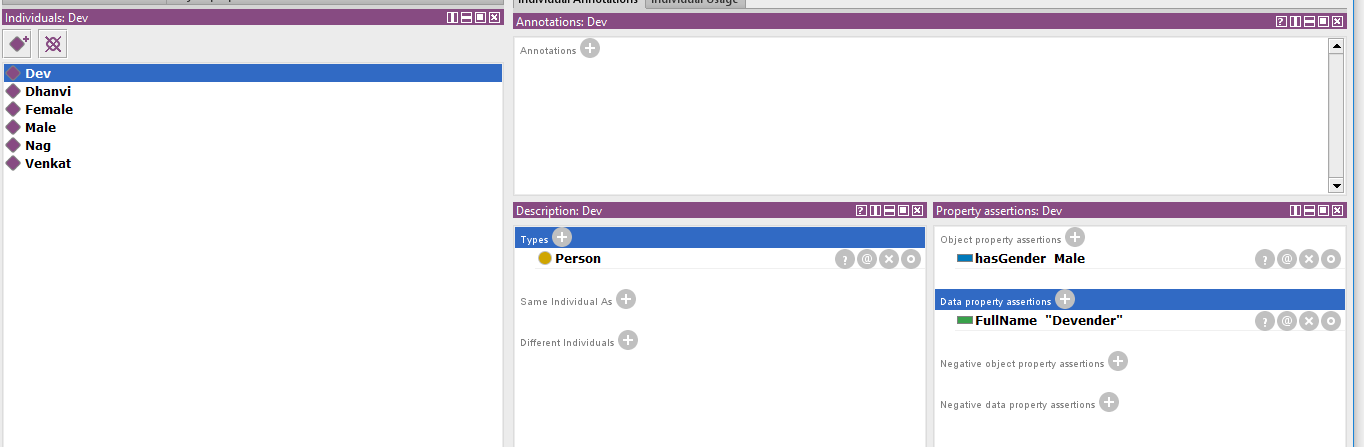 Individual Annotations Individual Usage
Individuals: Dev
Dev
Dhanvi
Female
Male
Nag
Venkat
Annotations: Dev
Annotations
Description: Dev
Types
Person
Same Individual As
Different Individuals
Property assertions: Dev
Object property assertions
hasGender Male
Data property assertions
FullName "Devender"
Negative object property assertions
Negative data property assertions